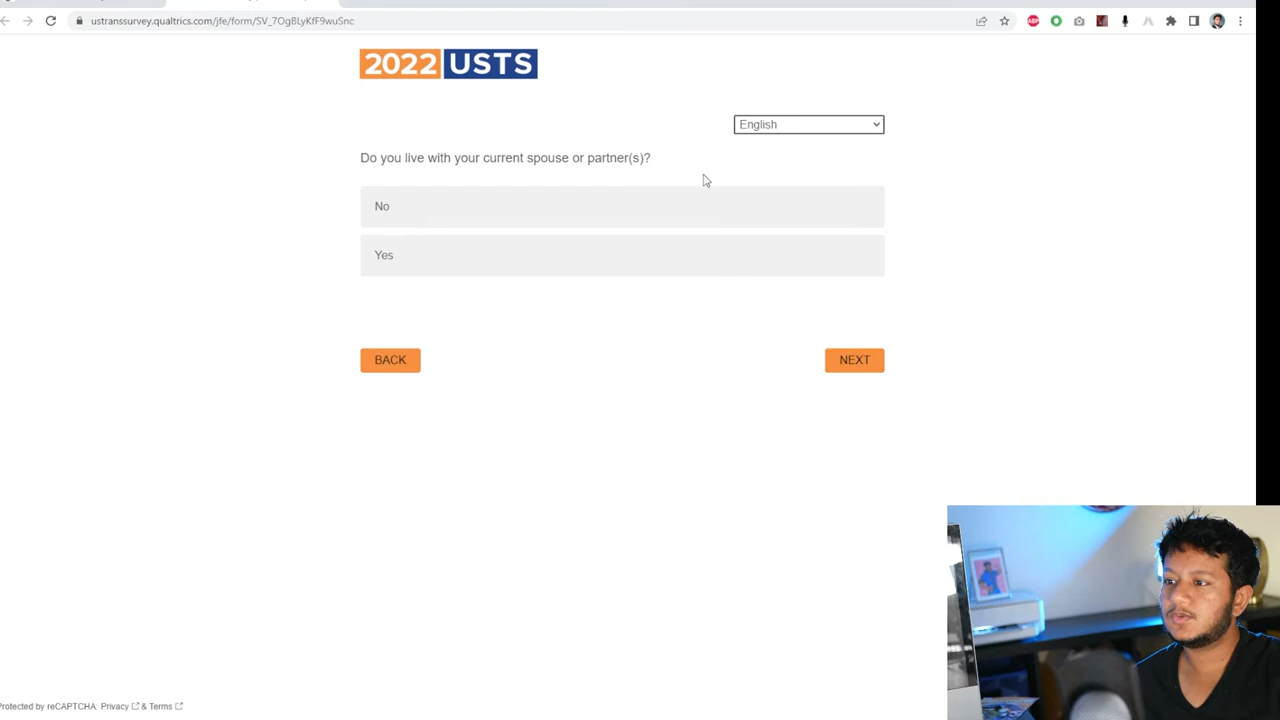 ustranssurvey.qualtrics.com/jfe/form/SV_7OgBLyKfF9wuSnc
ABP
2022 USTS
English
Do you live with your current spouse or partner(s)?
No
Yes
BACK
NEXT
Protected by reCAPTCHA: Privacy & Terms